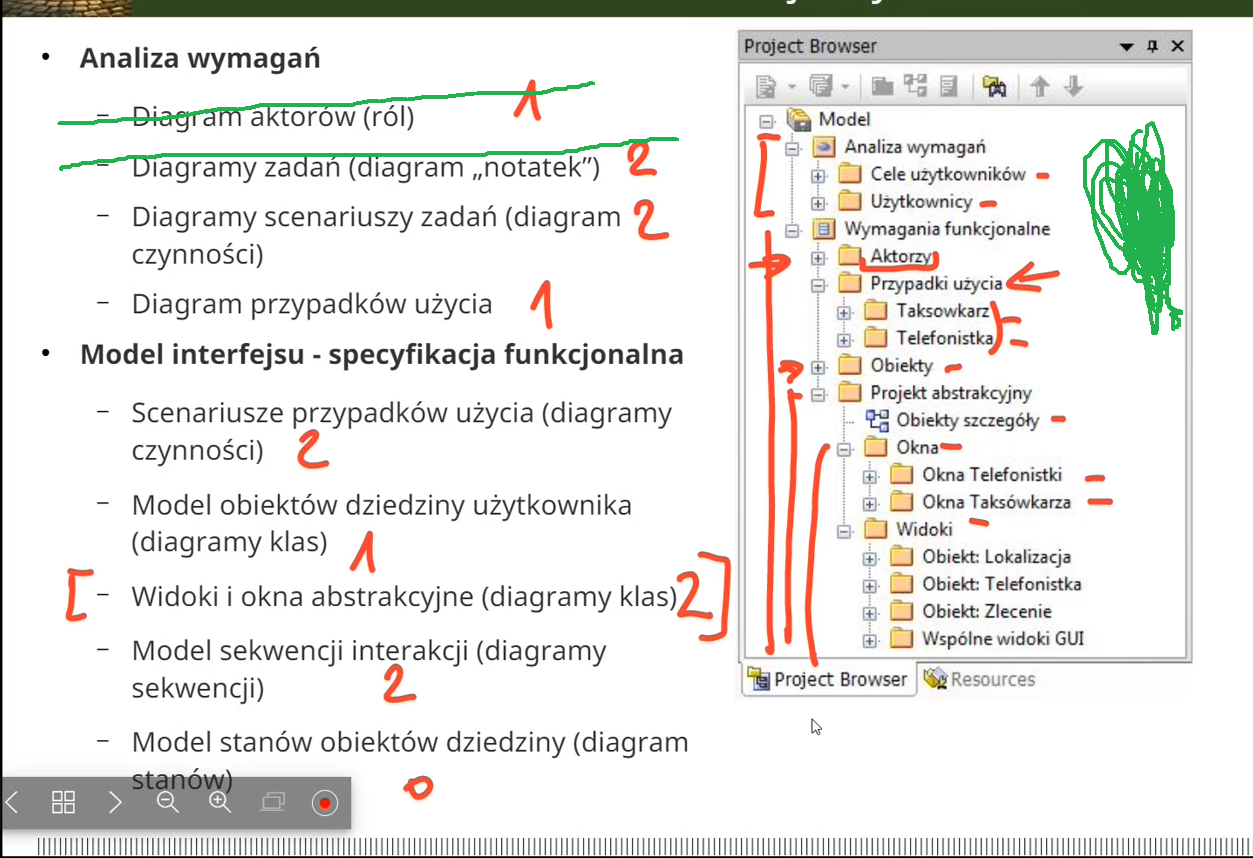 • Analiza wymagań
– Diagram aktorów (ról) 1
– Diagramy zadań (diagram „notatek”) 2
– Diagramy scenariuszy zadań (diagram 2
czynności)
– Diagram przypadków użycia 1
• Model interfejsu - specyfikacja funkcjonalna
– Scenariusze przypadków użycia (diagramy
czynności) 2
– Model obiektów dziedziny użytkownika
(diagramy klas) 1
[ – Widoki i okna abstrakcyjne (diagramy klas) 2 ]
– Model sekwencji interakcji (diagramy
sekwencji) 2
– Model stanów obiektów dziedziny (diagram
stanów) 0
Project Browser
Model
Analiza wymagań
Cele użytkowników
Użytkownicy
Wymagania funkcjonalne
Aktorzy
Przypadki użycia
Taksowkarz
Telefonistka
Obiekty
Projekt abstrakcyjny
Obiekty szczegóły
Okna
Okna Telefonistki
Okna Taksówkarza
Widoki
Obiekt: Lokalizacja
Obiekt: Telefonistka
Obiekt: Zlecenie
Wspólne widoki GUI
Project Browser Resources